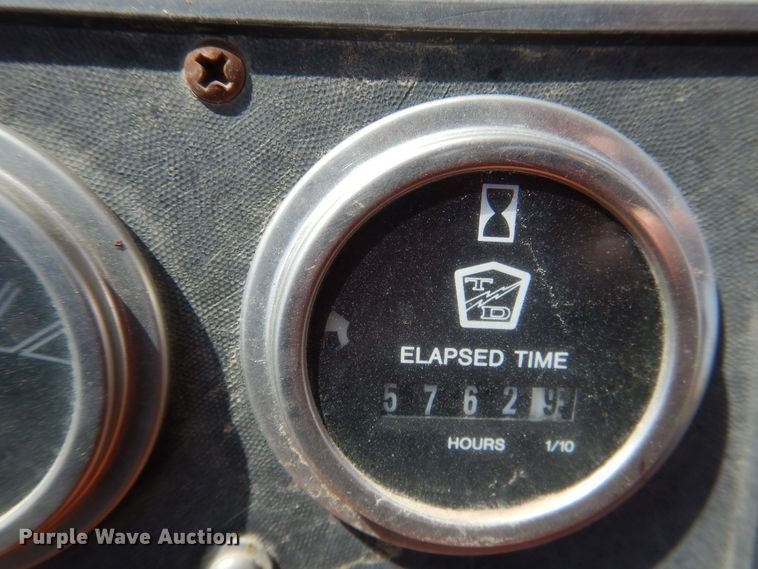 T
D
ELAPSED TIME
5 7 6 2 9
HOURS 1/10
Purple Wave Auction